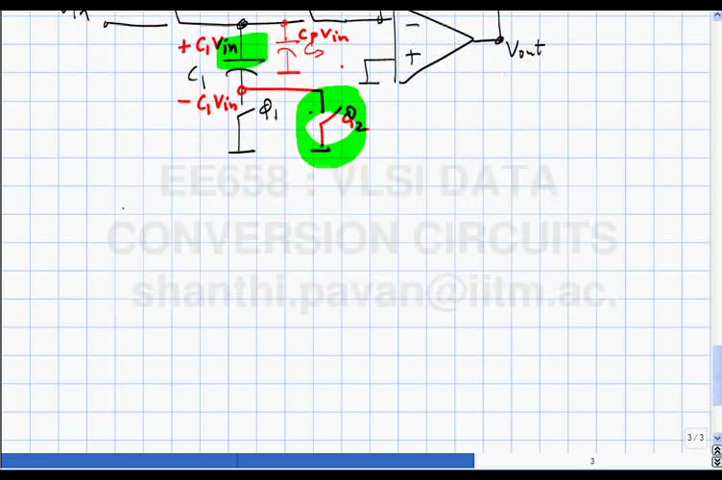 Vin
+ C₁Vin
CpVin
Cp
−
+
Vout
C₁
− C₁Vin
φ₁
φ₂
EE658 : VLSI DATA
CONVERSION CIRCUITS
shanthi.pavan@iitm.ac.
3/3
3